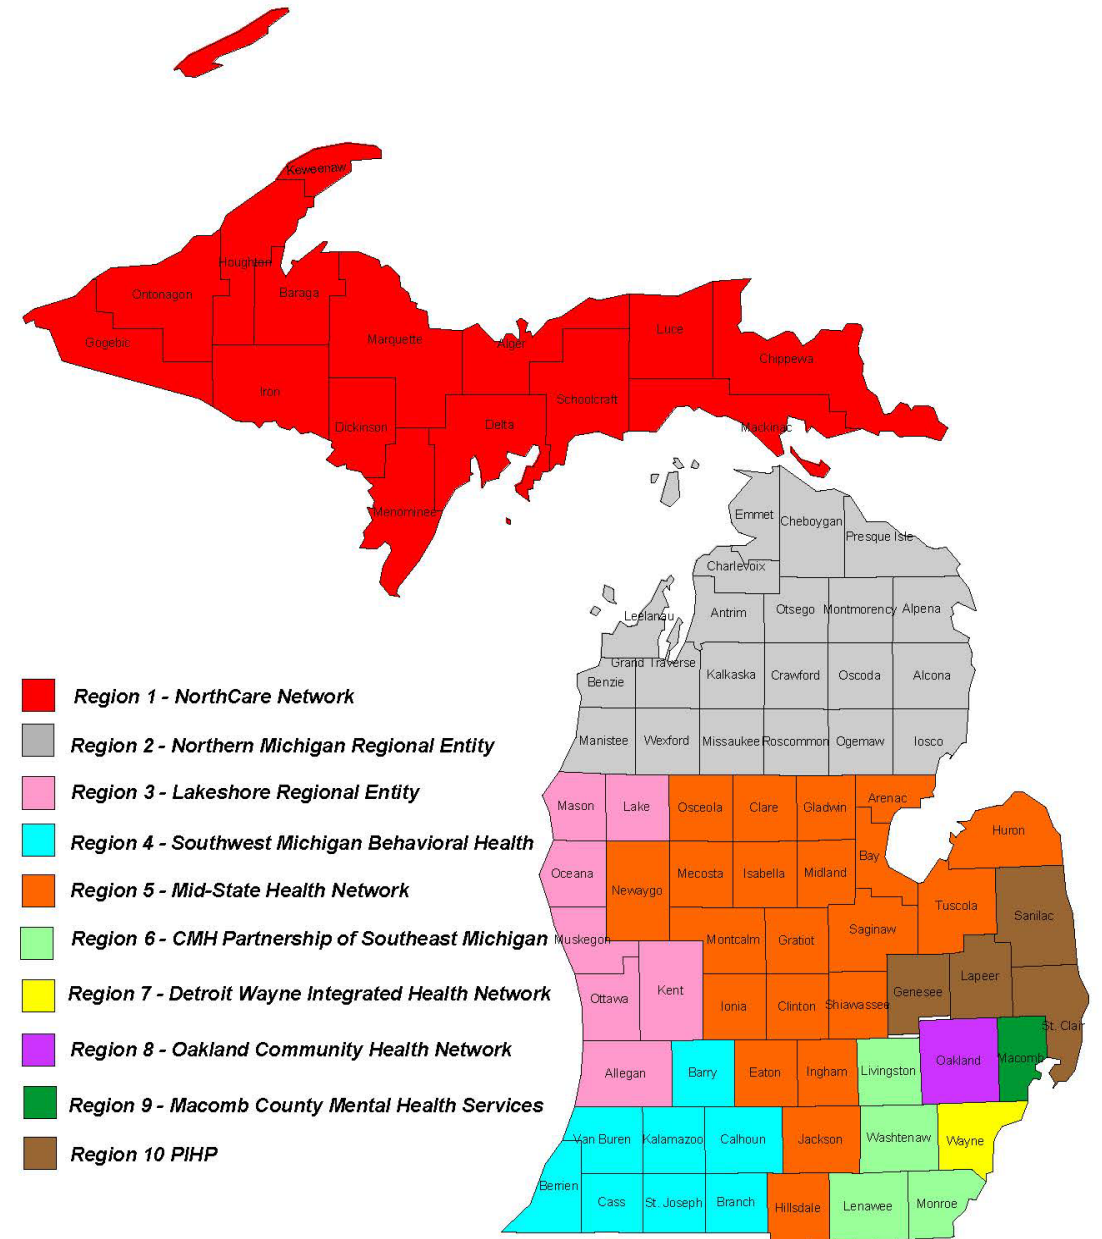 Keweenaw
Houghton
Ontonagon
Baraga
Gogebic
Marquette
Alger
Luce
Chippewa
Iron
Schoolcraft
Dickinson
Delta
Mackinac
Menominee
Emmet
Cheboygan
Presque Isle
Charlevoix
Leelanau
Antrim
Otsego
Montmorency
Alpena
Grand Traverse
Benzie
Kalkaska
Crawford
Oscoda
Alcona
Manistee
Wexford
Missaukee
Roscommon
Ogemaw
Iosco
Mason
Lake
Osceola
Clare
Gladwin
Arenac
Huron
Oceana
Newaygo
Mecosta
Isabella
Midland
Bay
Tuscola
Sanilac
Muskegon
Montcalm
Gratiot
Saginaw
Ottawa
Kent
Ionia
Clinton
Shiawassee
Genesee
Lapeer
St. Clair
Allegan
Barry
Eaton
Ingham
Livingston
Oakland
Macomb
Van Buren
Kalamazoo
Calhoun
Jackson
Washtenaw
Wayne
Berrien
Cass
St. Joseph
Branch
Hillsdale
Lenawee
Monroe
Region 1 - NorthCare Network
Region 2 - Northern Michigan Regional Entity
Region 3 - Lakeshore Regional Entity
Region 4 - Southwest Michigan Behavioral Health
Region 5 - Mid-State Health Network
Region 6 - CMH Partnership of Southeast Michigan
Region 7 - Detroit Wayne Integrated Health Network
Region 8 - Oakland Community Health Network
Region 9 - Macomb County Mental Health Services
Region 10 PIHP